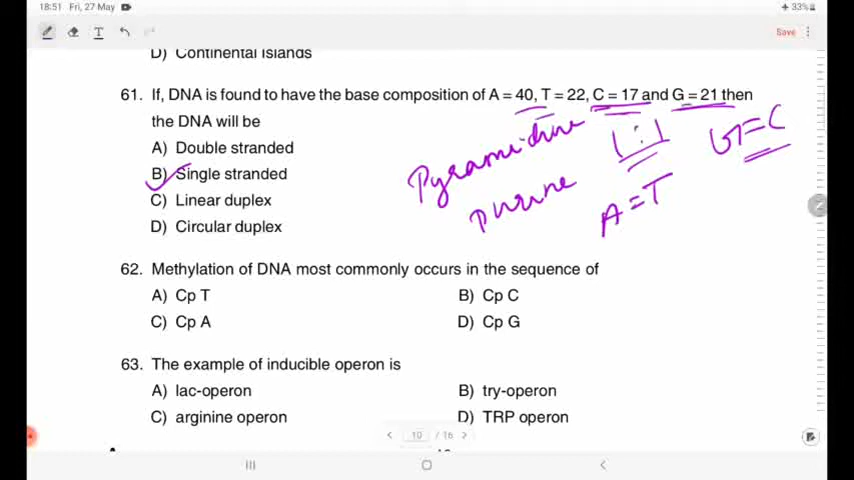 18:51 Fri, 27 May
33%
T
Save
D) Continental Islands
61. If, DNA is found to have the base composition of A = 40, T = 22, C = 17 and G = 21 then
the DNA will be
A) Double stranded
B) Single stranded
C) Linear duplex
D) Circular duplex
Pyramidine
1:1
G = C
purine
A = T
62. Methylation of DNA most commonly occurs in the sequence of
A) Cp T B) Cp C
C) Cp A D) Cp G
63. The example of inducible operon is
A) lac-operon B) try-operon
C) arginine operon D) TRP operon
< 10 / 16 >